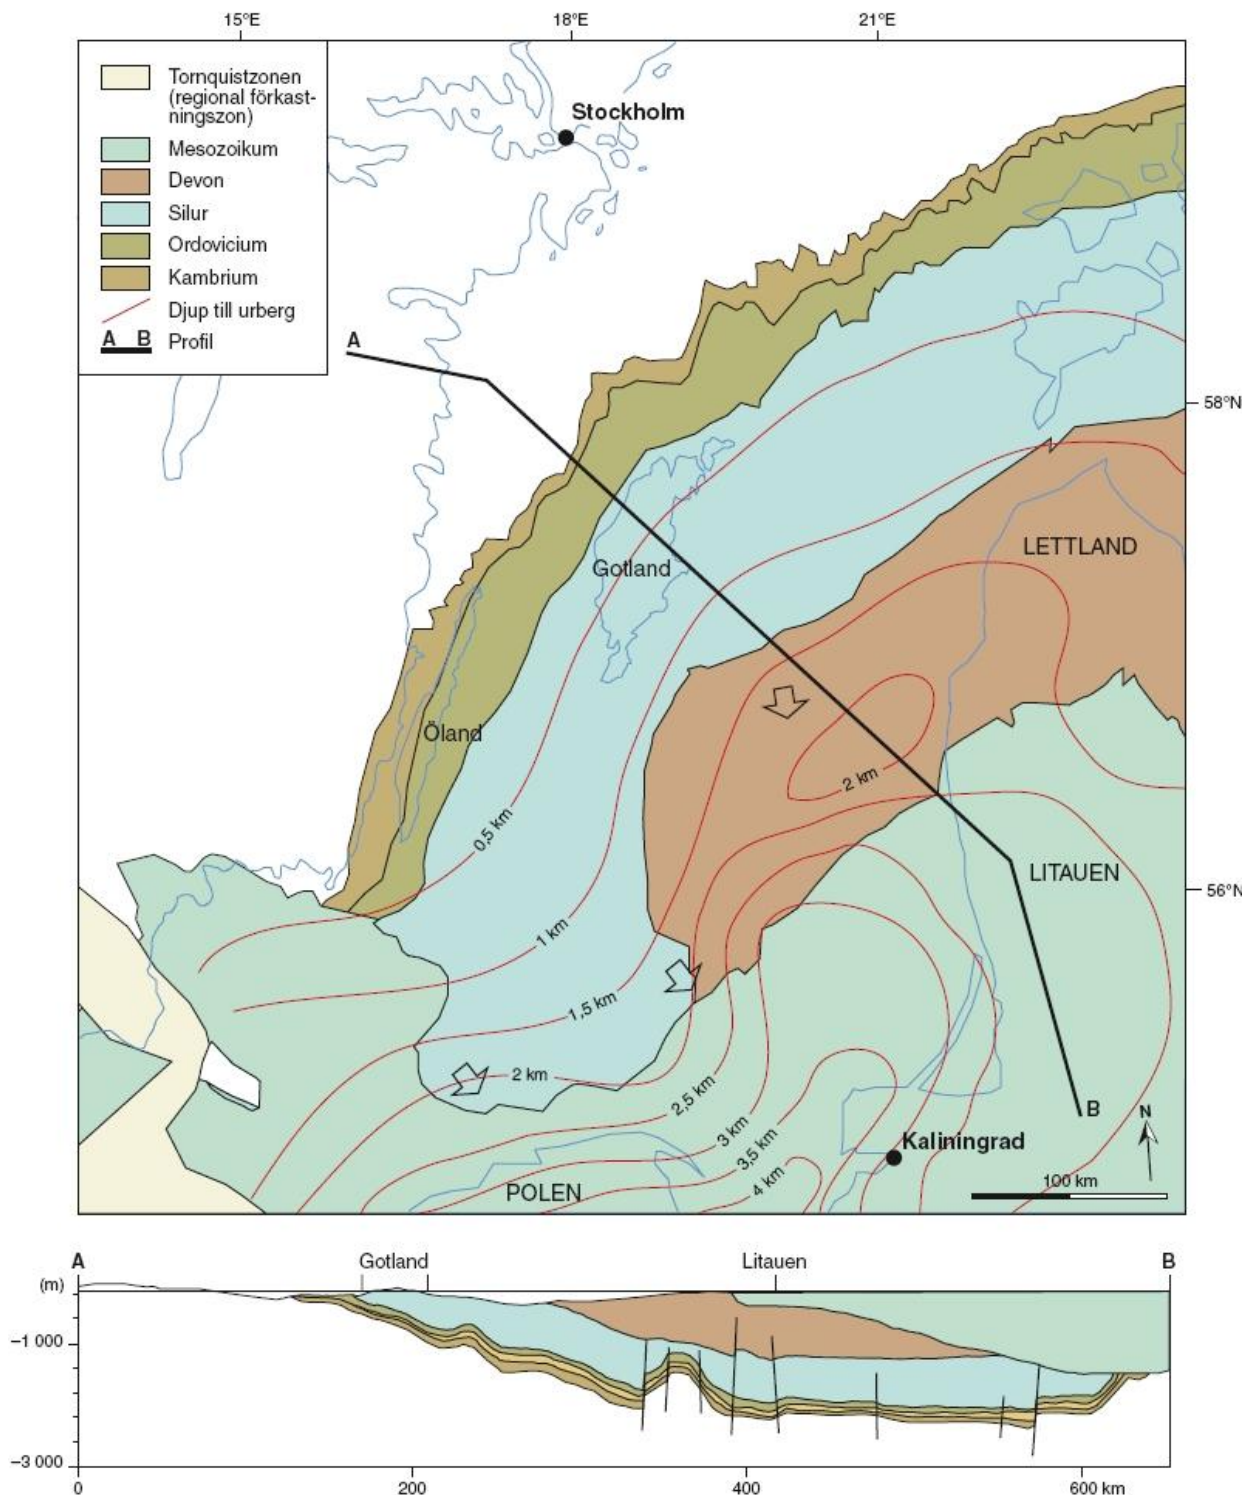 15°E
18°E
21°E
Tornquistzonen
(regional förkast-
ningszon)
Mesozoikum
Devon
Silur
Ordovicium
Kambrium
Djup till urberg
A B
Profil
Stockholm
A
58°N
LETTLAND
Gotland
Öland
2 km
0,5 km
LITAUEN
56°N
1 km
1,5 km
2 km
2,5 km
3 km
3,5 km
4 km
B
N
Kaliningrad
100 km
POLEN
A
Gotland
Litauen
B
(m)
–1 000
–3 000
0
200
400
600 km